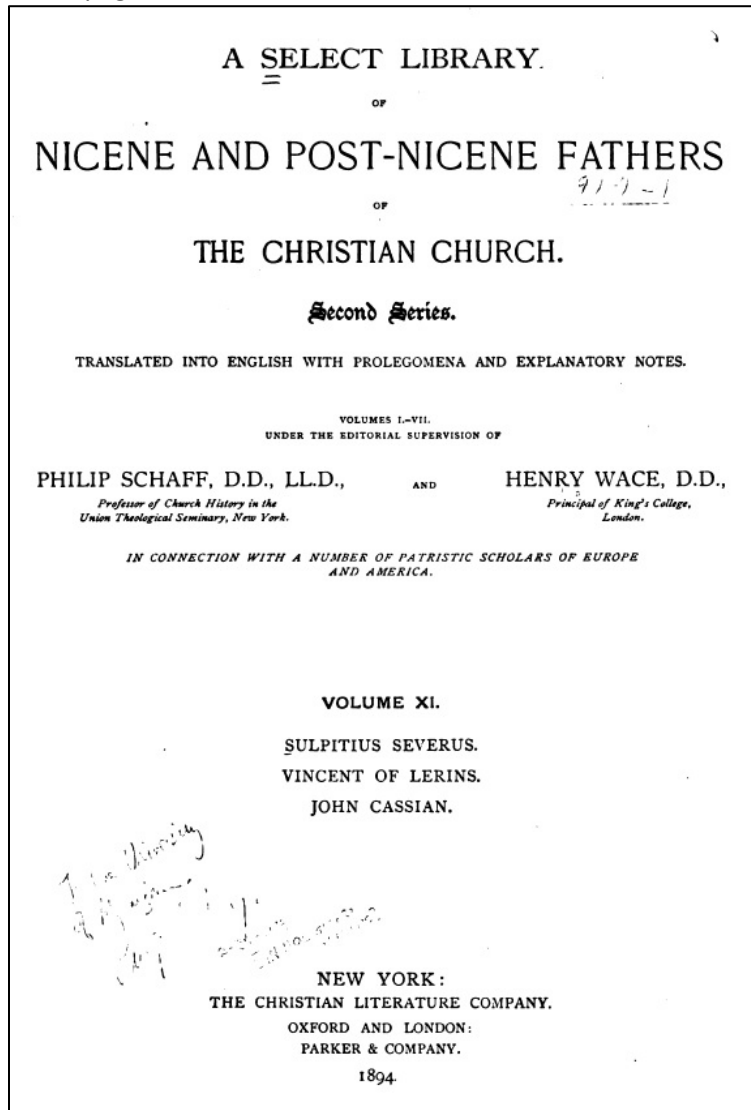 A SELECT LIBRARY.
OF
NICENE AND POST-NICENE FATHERS
OF
THE CHRISTIAN CHURCH.
Second Series.
TRANSLATED INTO ENGLISH WITH PROLEGOMENA AND EXPLANATORY NOTES.
VOLUMES I.–VII.
UNDER THE EDITORIAL SUPERVISION OF
PHILIP SCHAFF, D.D., LL.D., AND HENRY WACE, D.D.,
Professor of Church History in the Principal of King's College,
Union Theological Seminary, New York. London.
IN CONNECTION WITH A NUMBER OF PATRISTIC SCHOLARS OF EUROPE
AND AMERICA.
VOLUME XI.
SULPITIUS SEVERUS.
VINCENT OF LERINS.
JOHN CASSIAN.
NEW YORK:
THE CHRISTIAN LITERATURE COMPANY.
OXFORD AND LONDON:
PARKER & COMPANY.
1894.